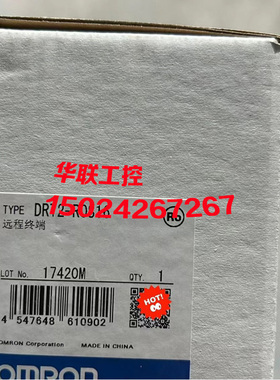 华联工控
15024267267
TYPE
远程终端
LOT No. 17420M QTY. 1
HOT!
4 547648 610902
OMRON Corporation MADE IN CHINA
OMRON